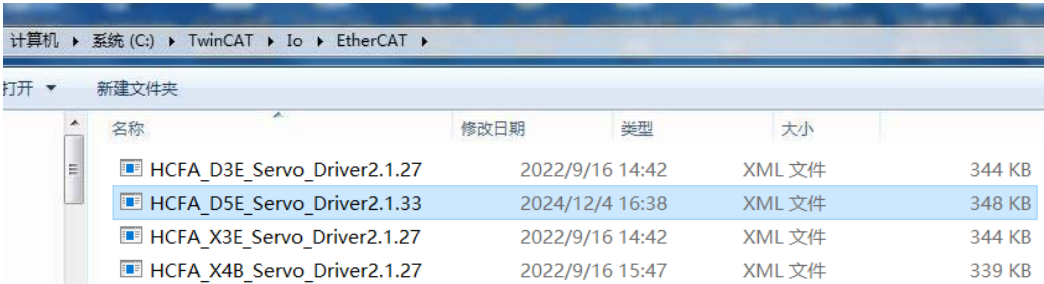 计算机 ▸ 系统 (C:) ▸ TwinCAT ▸ Io ▸ EtherCAT ▸
打开 ▼ 新建文件夹
名称 修改日期 类型 大小
HCFA_D3E_Servo_Driver2.1.27 2022/9/16 14:42 XML 文件 344 KB
HCFA_D5E_Servo_Driver2.1.33 2024/12/4 16:38 XML 文件 348 KB
HCFA_X3E_Servo_Driver2.1.27 2022/9/16 14:42 XML 文件 344 KB
HCFA_X4B_Servo_Driver2.1.27 2022/9/16 15:47 XML 文件 339 KB